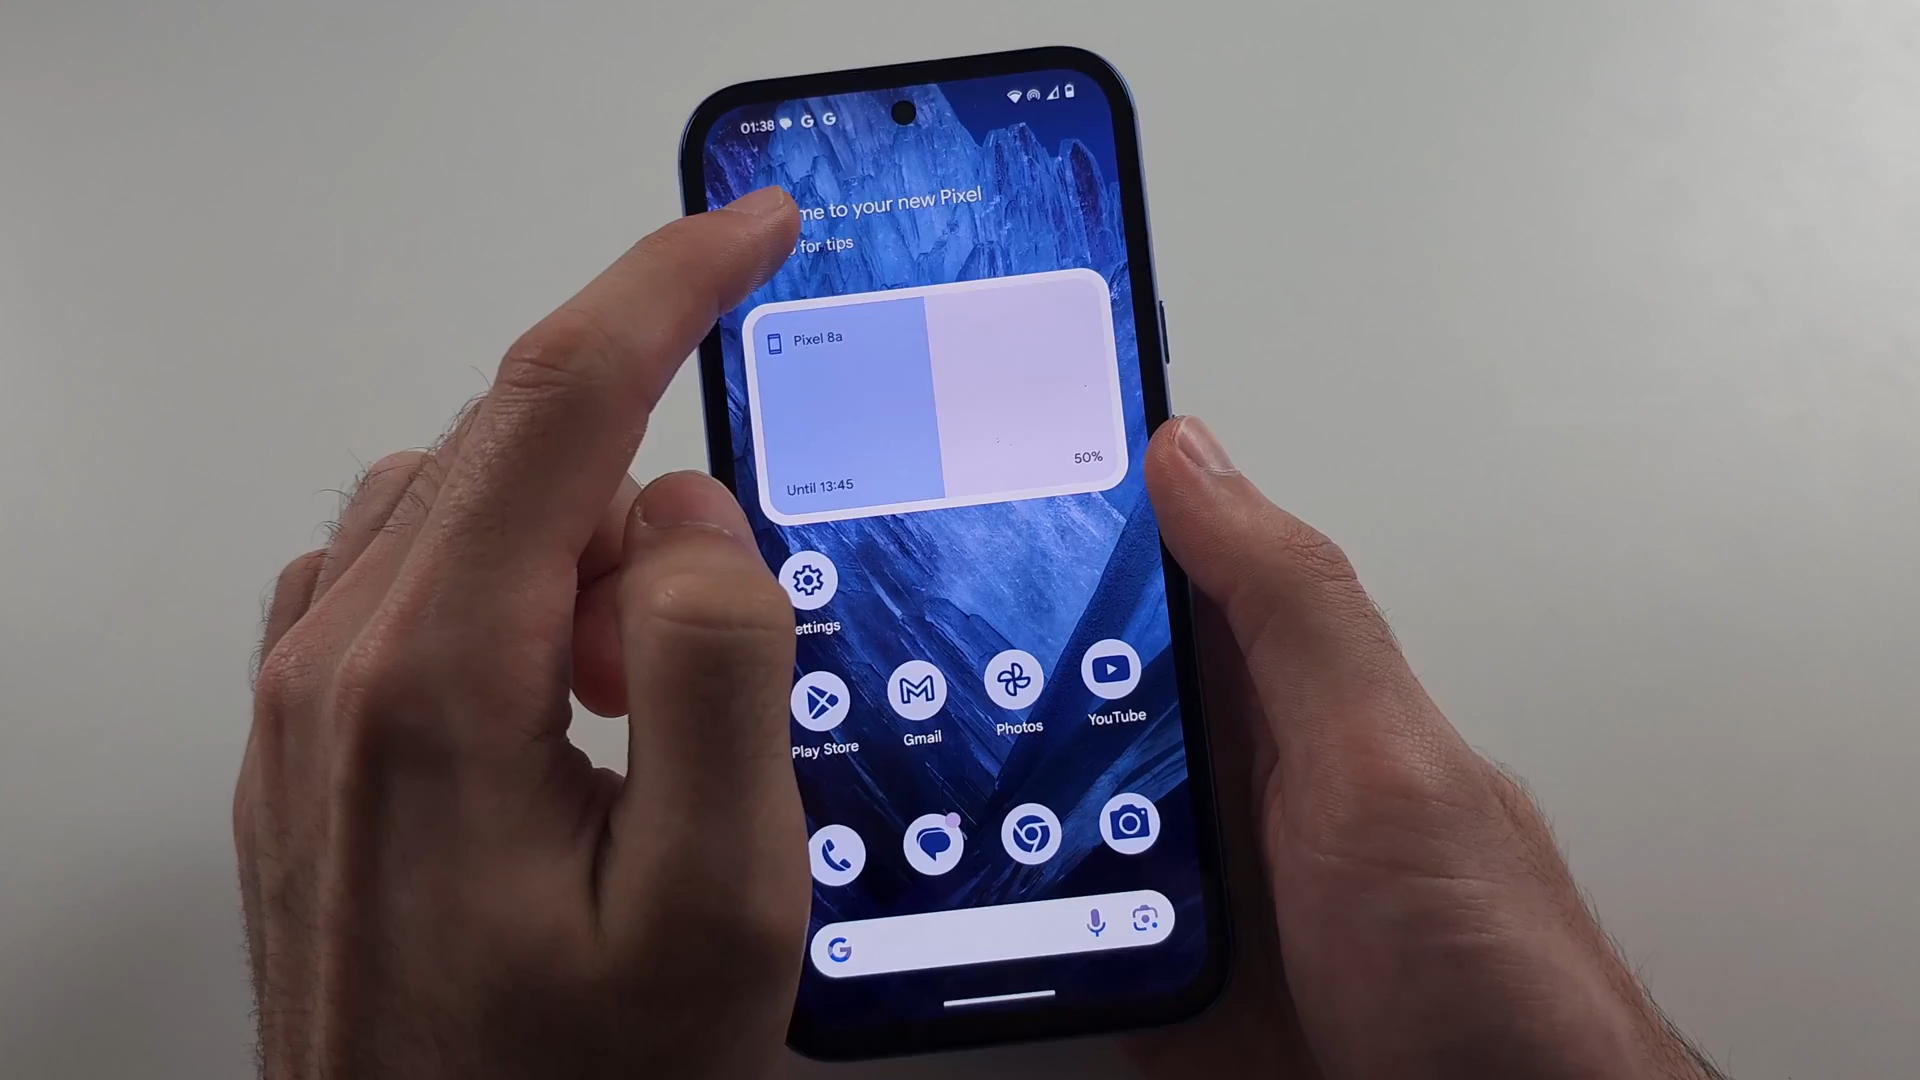 01:38 G G
me to your new Pixel
for tips
Pixel 8a
50%
Until 13:45
ettings
Play Store Gmail Photos YouTube
G